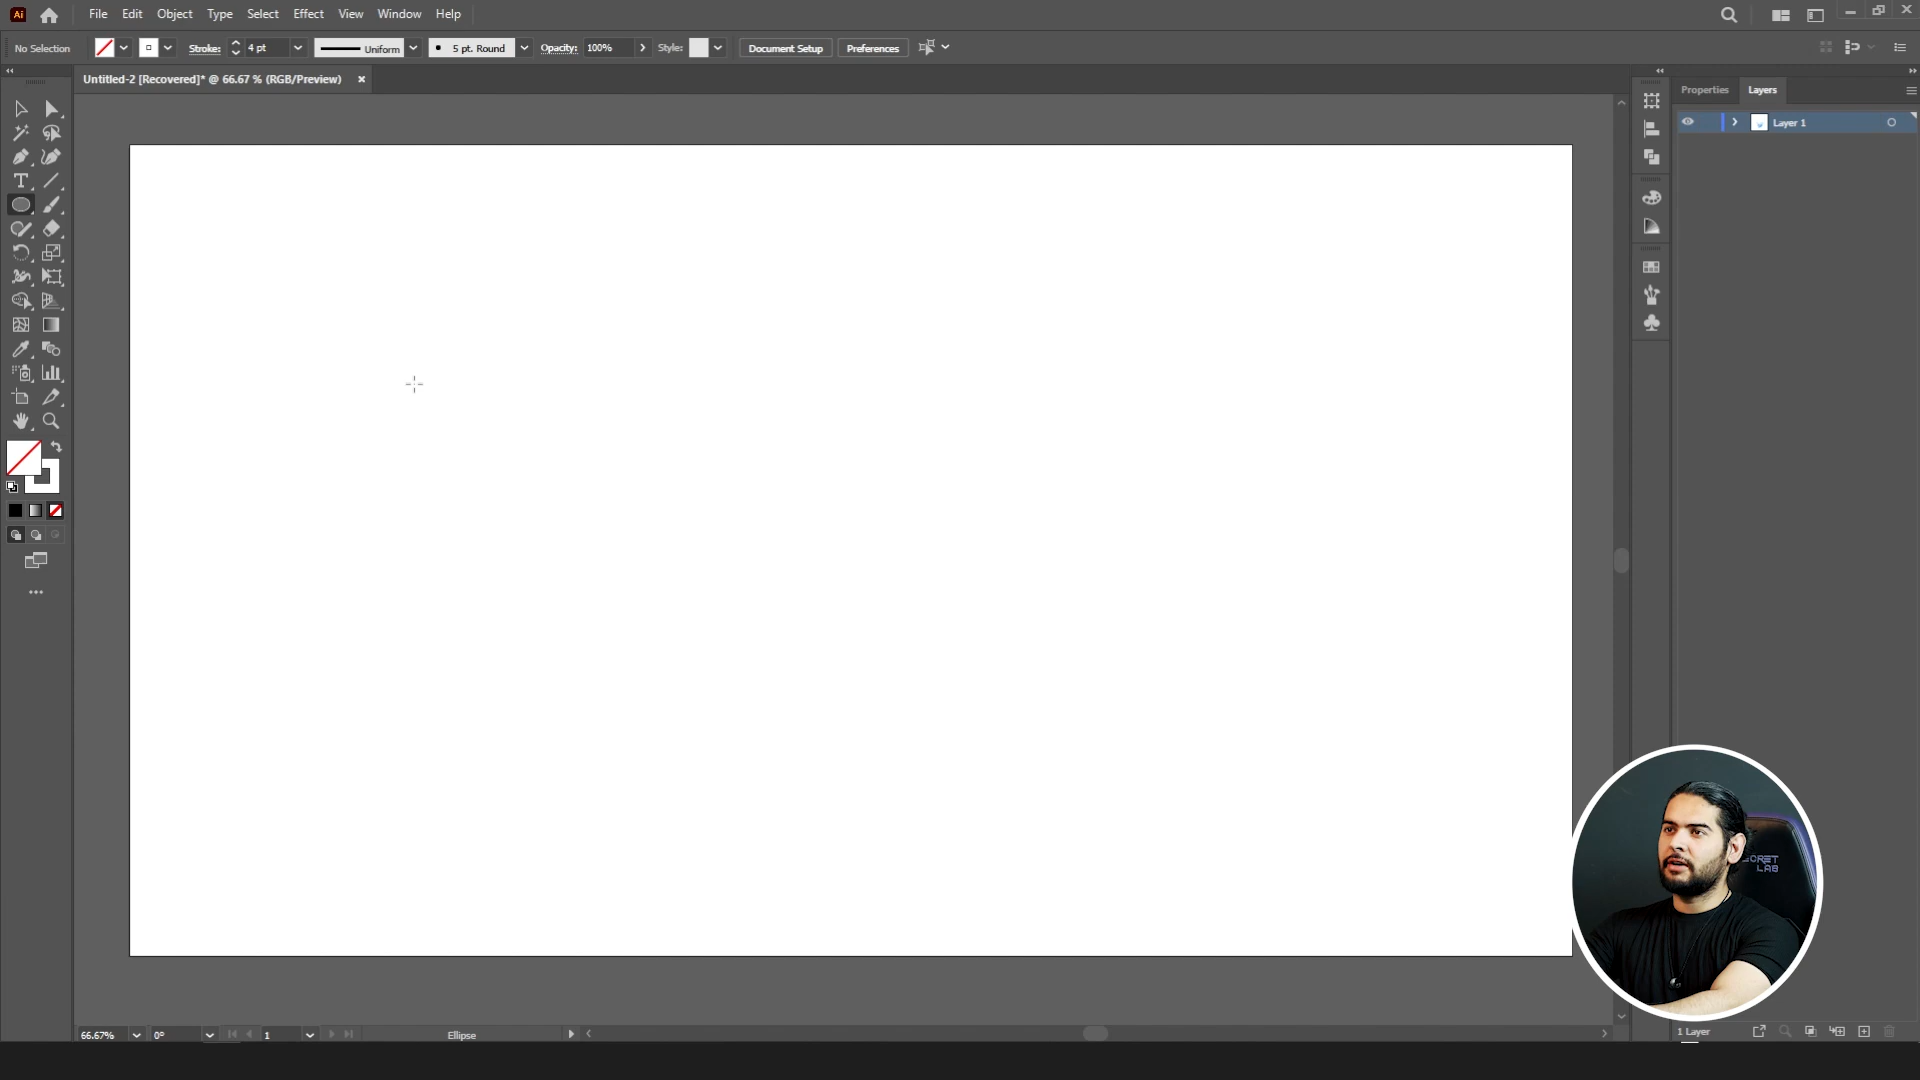 Ai File Edit Object Type Select Effect View Window Help
No Selection Stroke: 4 pt Uniform 5 pt. Round Opacity: 100% Style: Document Setup Preferences
Untitled-2 [Recovered]* @ 66.67 % (RGB/Preview)
Properties Layers
Layer 1
T
LAB
66.67% 0° 1 Ellipse
1 Layer